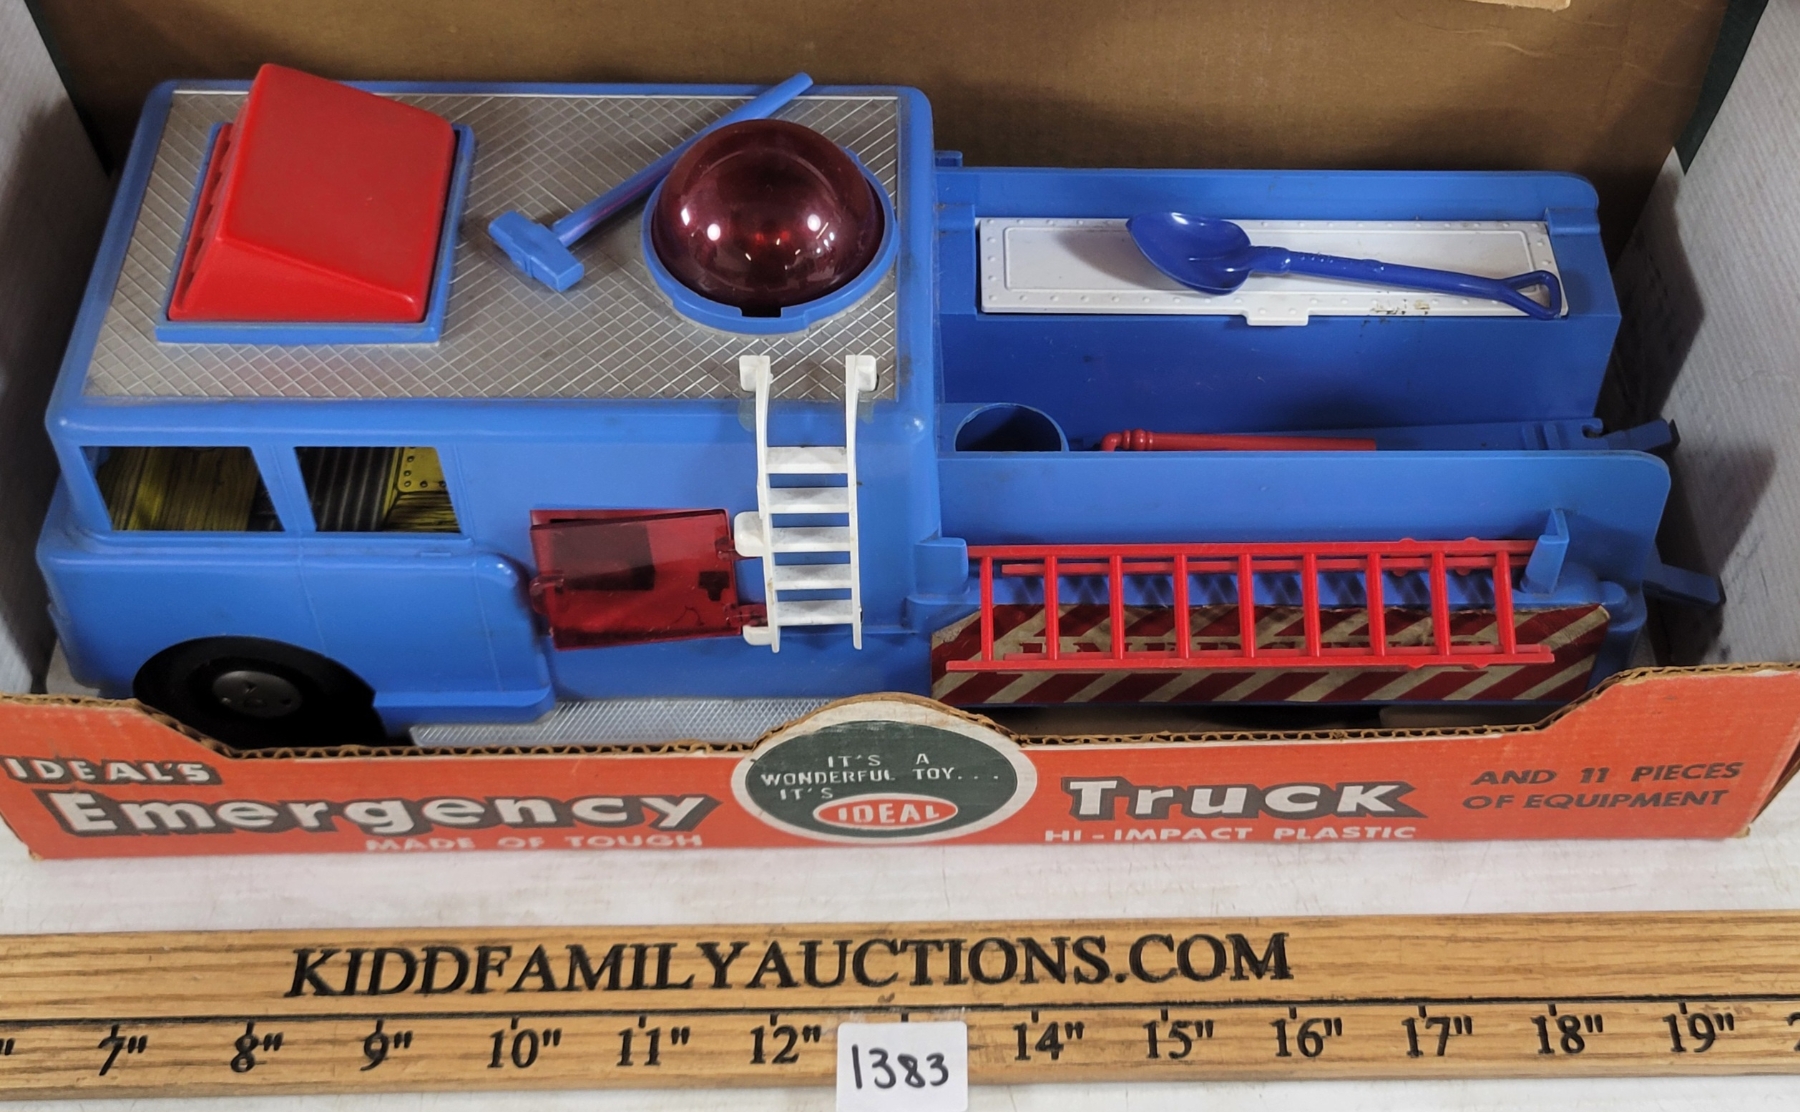 IDEAL'S
Emergency
MADE OF TOUGH
IT'S A
WONDERFUL TOY...
IT'S
IDEAL
Truck
HI-IMPACT PLASTIC
AND 11 PIECES
OF EQUIPMENT
KIDDFAMILYAUCTIONS.COM
7" 8" 9" 10" 11" 12" 14" 15" 16" 17" 18" 19"
1383